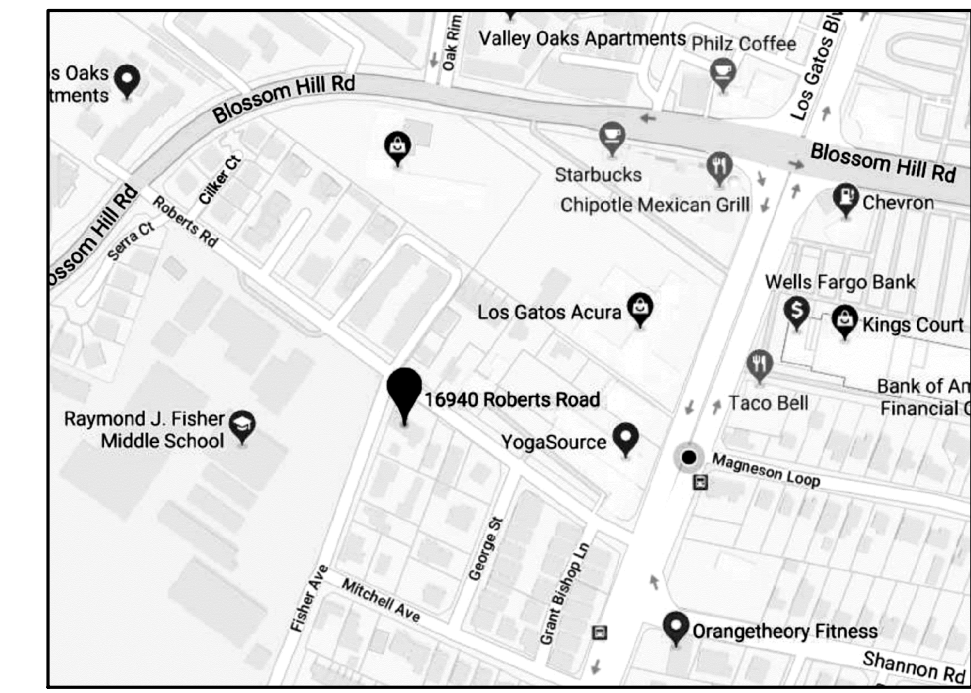 Oak Rim
Valley Oaks Apartments
Philz Coffee
Los Gatos Blv
s Oaks
tments
Blossom Hill Rd
Blossom Hill Rd
Starbucks
Chipotle Mexican Grill
Chevron
Cilker Ct
Roberts Rd
Serra Ct
ossom Hill Rd
Wells Fargo Bank
$
Los Gatos Acura
Kings Court
Bank of Am
Financial C
Taco Bell
16940 Roberts Road
Raymond J. Fisher
Middle School
YogaSource
Magneson Loop
George St
Grant Bishop Ln
Fisher Ave
Mitchell Ave
Orangetheory Fitness
Shannon Rd